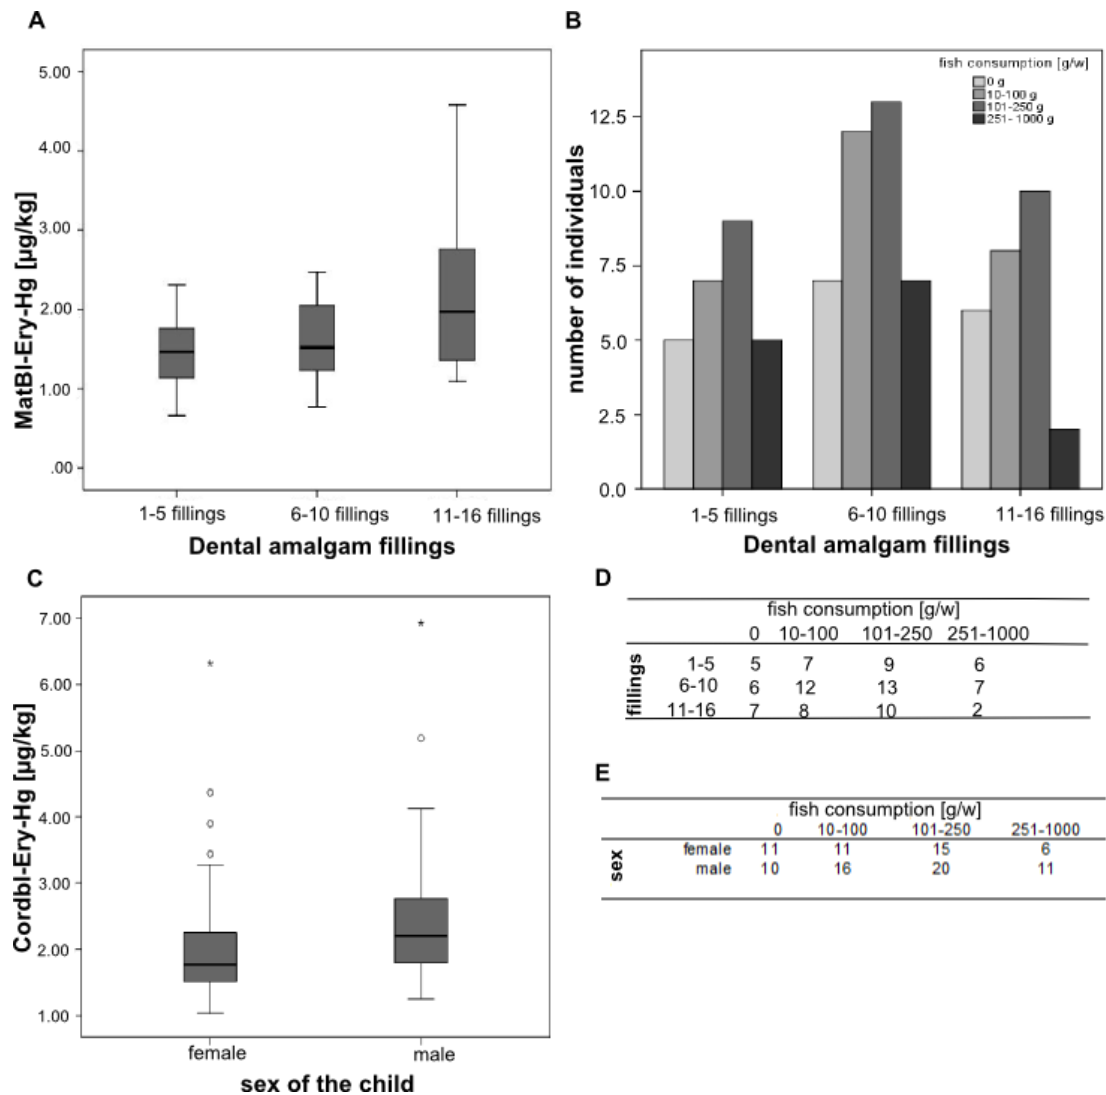 A
5.00
4.00
3.00
2.00
1.00
.00
MatBl-Ery-Hg [µg/kg]
1-5 fillings 6-10 fillings 11-16 fillings
Dental amalgam fillings
B
fish consumption [g/w]
0 g
10-100 g
101-250 g
251- 1000 g
12.5
10.0
7.5
5.0
2.5
0.0
number of individuals
1-5 fillings 6-10 fillings 11-16 fillings
Dental amalgam fillings
C
7.00
6.00
5.00
4.00
3.00
2.00
1.00
Cordbl-Ery-Hg [µg/kg]
female male
sex of the child
D
fish consumption [g/w]
0 10-100 101-250 251-1000
fillings
1-5 5 7 9 6
6-10 6 12 13 7
11-16 7 8 10 2
E
fish consumption [g/w]
0 10-100 101-250 251-1000
sex
female 11 11 15 6
male 10 16 20 11